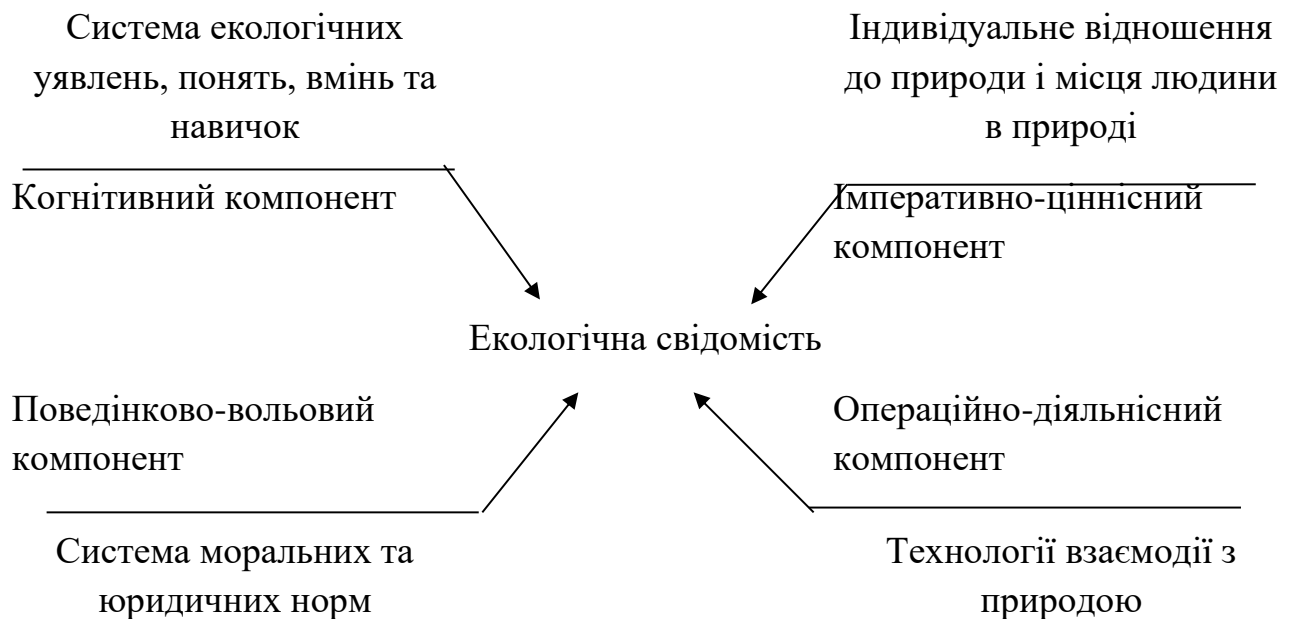 Система екологічних
уявлень, понять, вмінь та
навичок
Когнітивний компонент
Індивідуальне відношення
до природи і місця людини
в природі
Імперативно-ціннісний
компонент
Екологічна свідомість
Поведінково-вольовий
компонент
Система моральних та
юридичних норм
Операційно-діяльнісний
компонент
Технології взаємодії з
природою